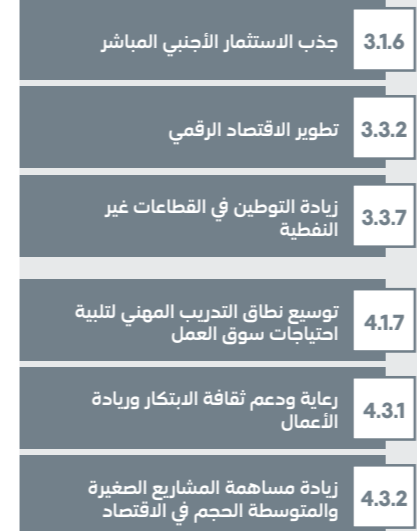 3.1.6 جذب الاستثمار الأجنبي المباشر
3.3.2 تطوير الاقتصاد الرقمي
3.3.7 زيادة التوطين في القطاعات غير
النفطية
4.1.7 توسيع نطاق التدريب المهني لتلبية
احتياجات سوق العمل
4.3.1 رعاية ودعم ثقافة الابتكار وريادة
الأعمال
4.3.2 زيادة مساهمة المشاريع الصغيرة
والمتوسطة الحجم في الاقتصاد